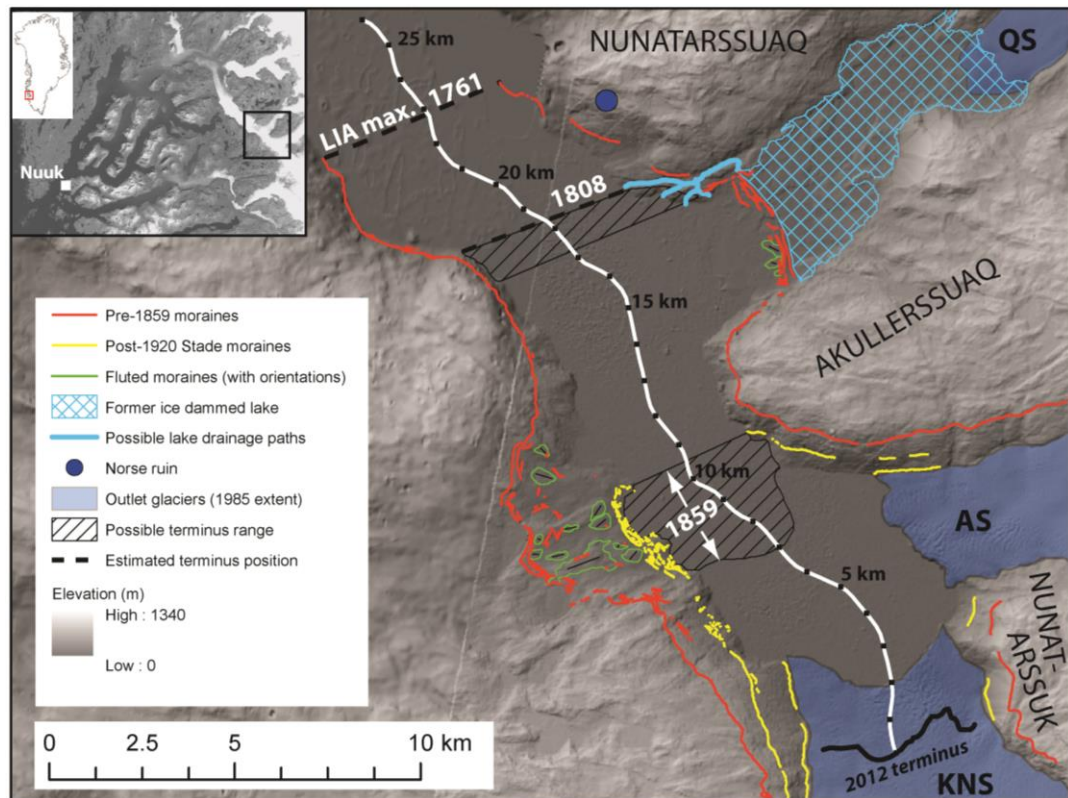 25 km
NUNATARSSUAQ
QS
LIA max. 1761
Nuuk
20 km
1808
15 km
AKULLERSSUAQ
Pre-1859 moraines
Post-1920 Stade moraines
Fluted moraines (with orientations)
Former ice dammed lake
Possible lake drainage paths
Norse ruin
Outlet glaciers (1985 extent)
Possible terminus range
Estimated terminus position
Elevation (m)
High : 1340
Low : 0
10 km
1859
AS
5 km
NUNAT-
ARSSUK
0 2.5 5 10 km
2012 terminus
KNS